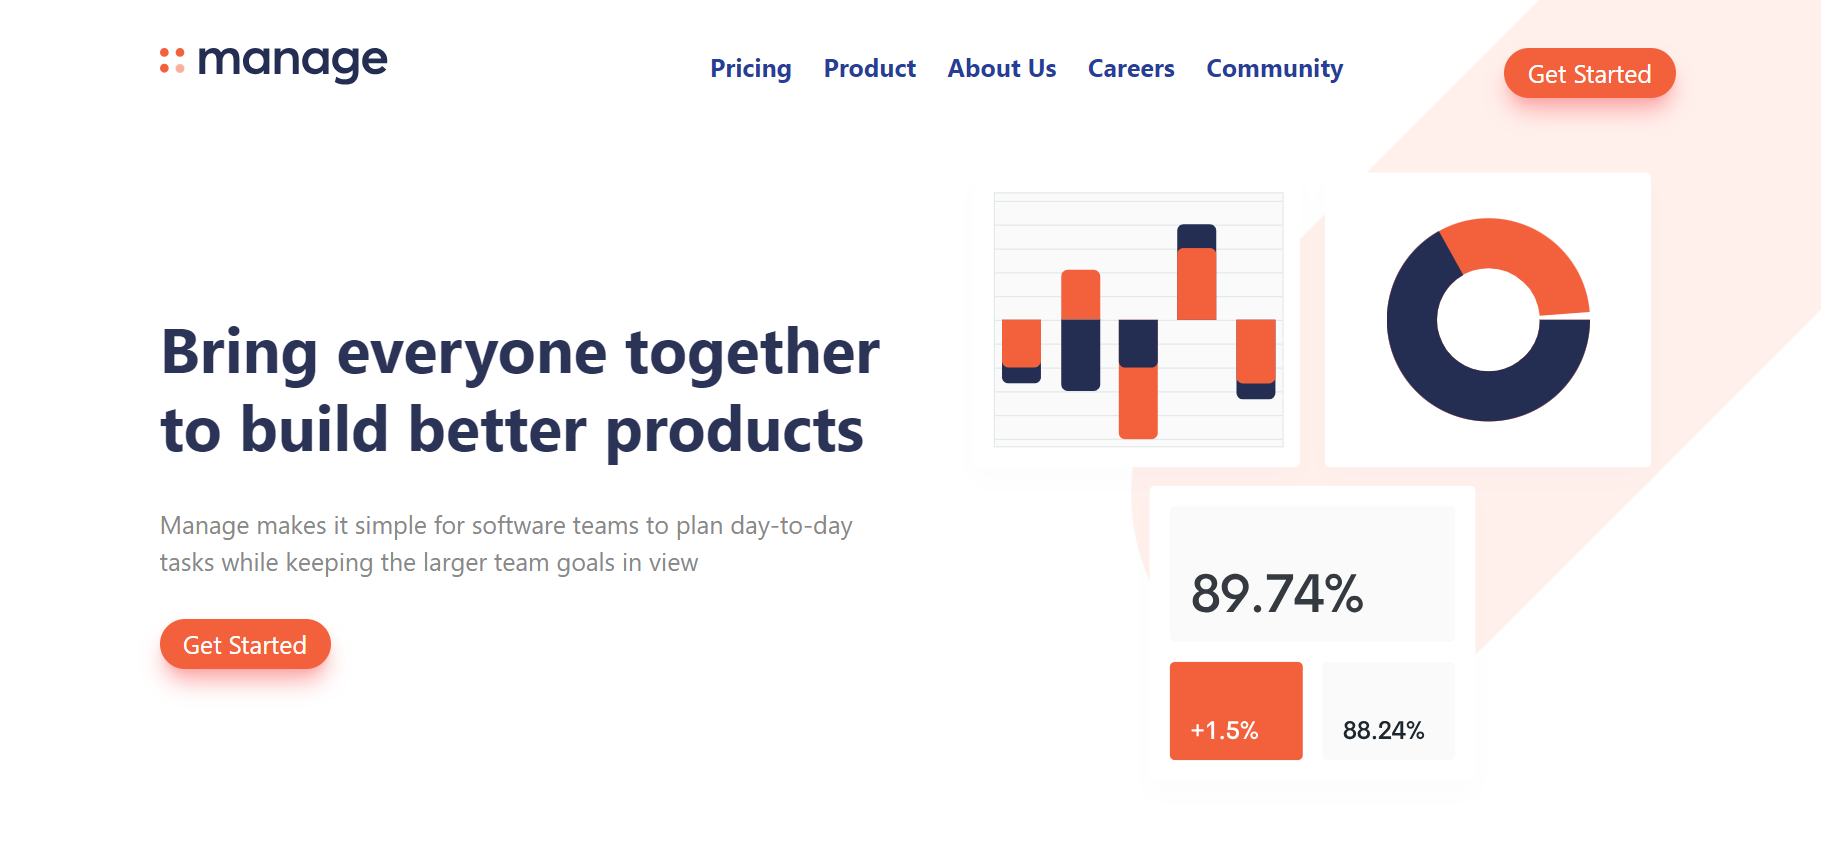 manage
Pricing Product About Us Careers Community
Get Started
Bring everyone together
to build better products
Manage makes it simple for software teams to plan day-to-day
tasks while keeping the larger team goals in view
Get Started
89.74%
+1.5%
88.24%